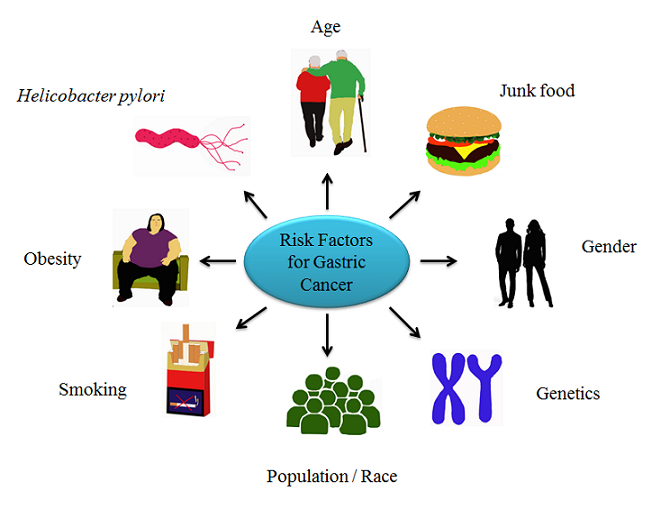 Age
Junk food
Helicobacter pylori
Risk Factors
for Gastric
Cancer
Obesity
Gender
Smoking
Genetics
Population / Race